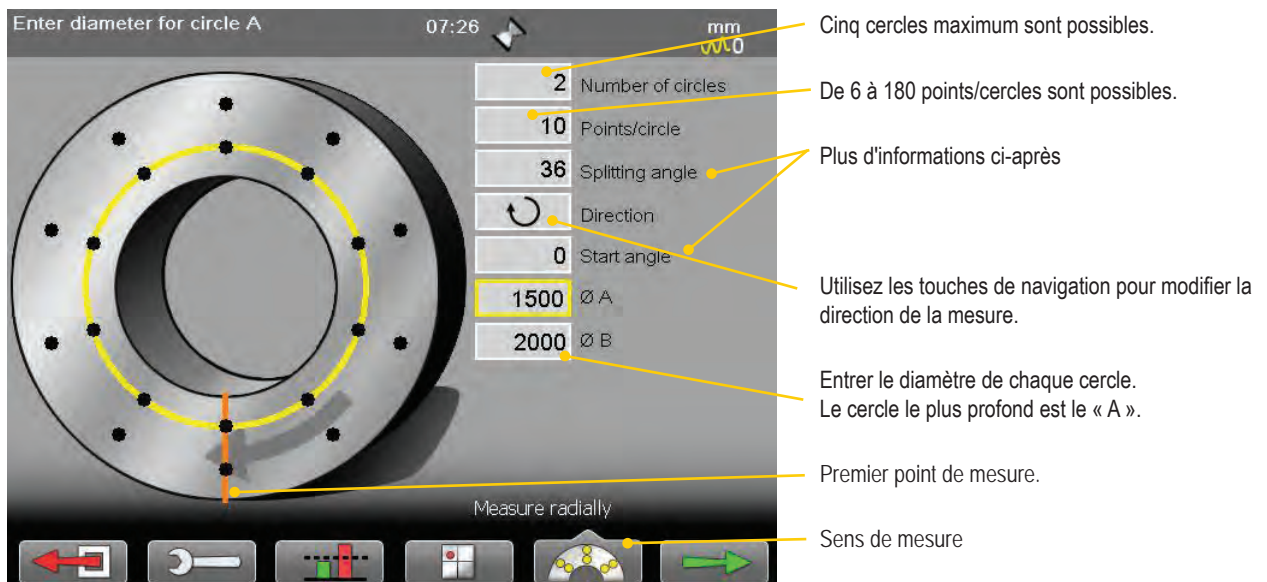 Enter diameter for circle A
07:26
mm
0
2 Number of circles
10 Points/circle
36 Splitting angle
Direction
0 Start angle
1500 Ø A
2000 Ø B
Measure radially
Cinq cercles maximum sont possibles.
De 6 à 180 points/cercles sont possibles.
Plus d'informations ci-après
Utilisez les touches de navigation pour modifier la
direction de la mesure.
Entrer le diamètre de chaque cercle.
Le cercle le plus profond est le « A ».
Premier point de mesure.
Sens de mesure